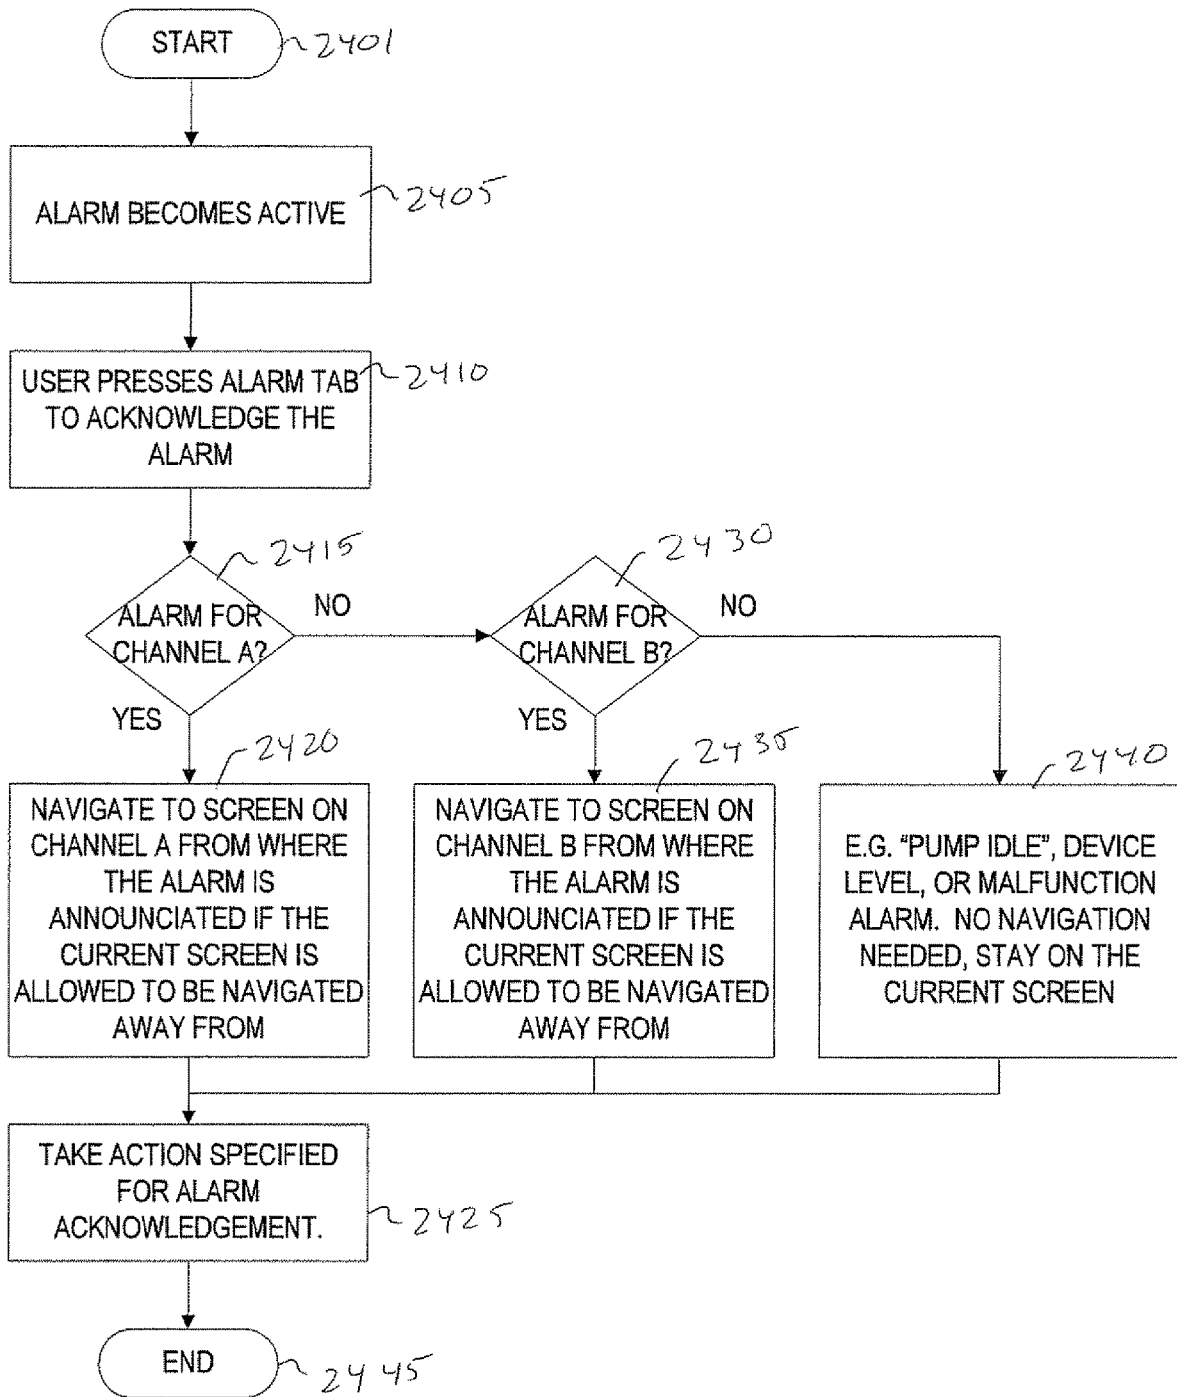 START
2401
ALARM BECOMES ACTIVE
2405
USER PRESSES ALARM TAB
TO ACKNOWLEDGE THE
ALARM
2410
ALARM FOR
CHANNEL A?
2415
NO
YES
ALARM FOR
CHANNEL B?
2430
NO
YES
NAVIGATE TO SCREEN ON
CHANNEL A FROM WHERE
THE ALARM IS
ANNOUNCIATED IF THE
CURRENT SCREEN IS
ALLOWED TO BE NAVIGATED
AWAY FROM
2420
NAVIGATE TO SCREEN ON
CHANNEL B FROM WHERE
THE ALARM IS
ANNOUNCIATED IF THE
CURRENT SCREEN IS
ALLOWED TO BE NAVIGATED
AWAY FROM
2435
E.G. “PUMP IDLE”, DEVICE
LEVEL, OR MALFUNCTION
ALARM. NO NAVIGATION
NEEDED, STAY ON THE
CURRENT SCREEN
2440
TAKE ACTION SPECIFIED
FOR ALARM
ACKNOWLEDGEMENT.
2425
END
2445